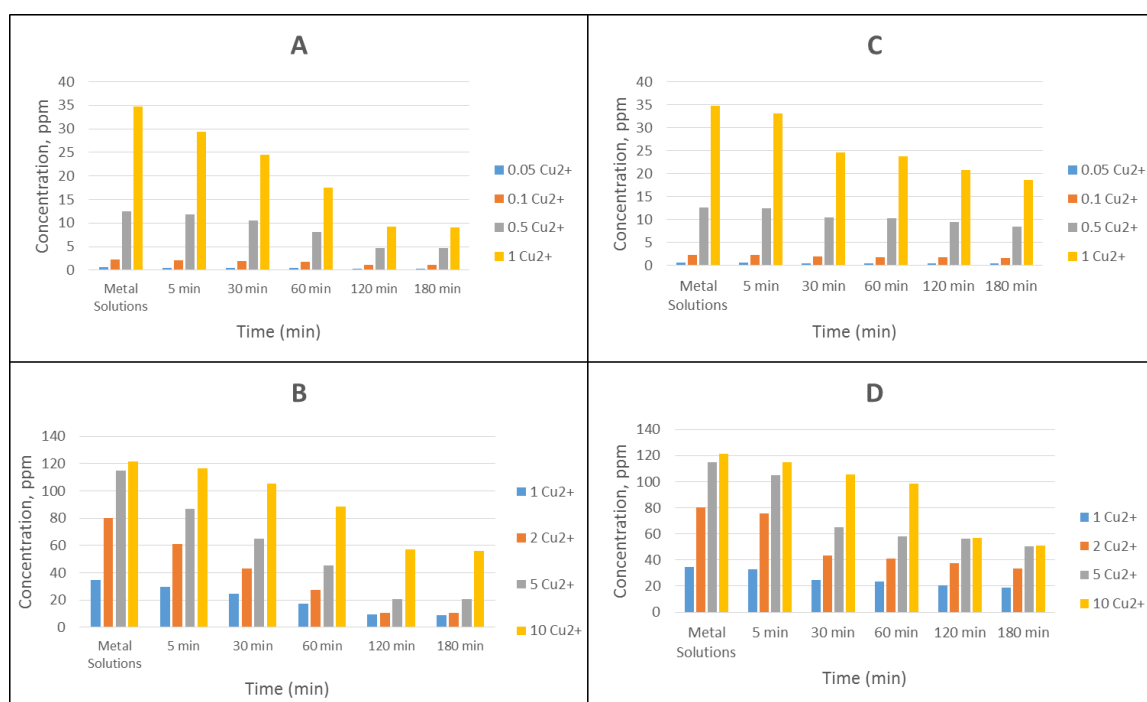 A
Concentration, ppm
40
35
30
25
20
15
10
5
0
Metal
Solutions
5 min
30 min
60 min
120 min
180 min
Time (min)
0.05 Cu2+
0.1 Cu2+
0.5 Cu2+
1 Cu2+
C
Concentration, ppm
40
35
30
25
20
15
10
5
0
Metal
Solutions
5 min
30 min
60 min
120 min
180 min
Time (min)
0.05 Cu2+
0.1 Cu2+
0.5 Cu2+
1 Cu2+
B
Concentration, ppm
140
120
100
80
60
40
20
0
Metal
Solutions
5 min
30 min
60 min
120 min
180 min
Time (min)
1 Cu2+
2 Cu2+
5 Cu2+
10 Cu2+
D
Concentration, ppm
140
120
100
80
60
40
20
0
Metal
Solutions
5 min
30 min
60 min
120 min
180 min
Time (min)
1 Cu2+
2 Cu2+
5 Cu2+
10 Cu2+